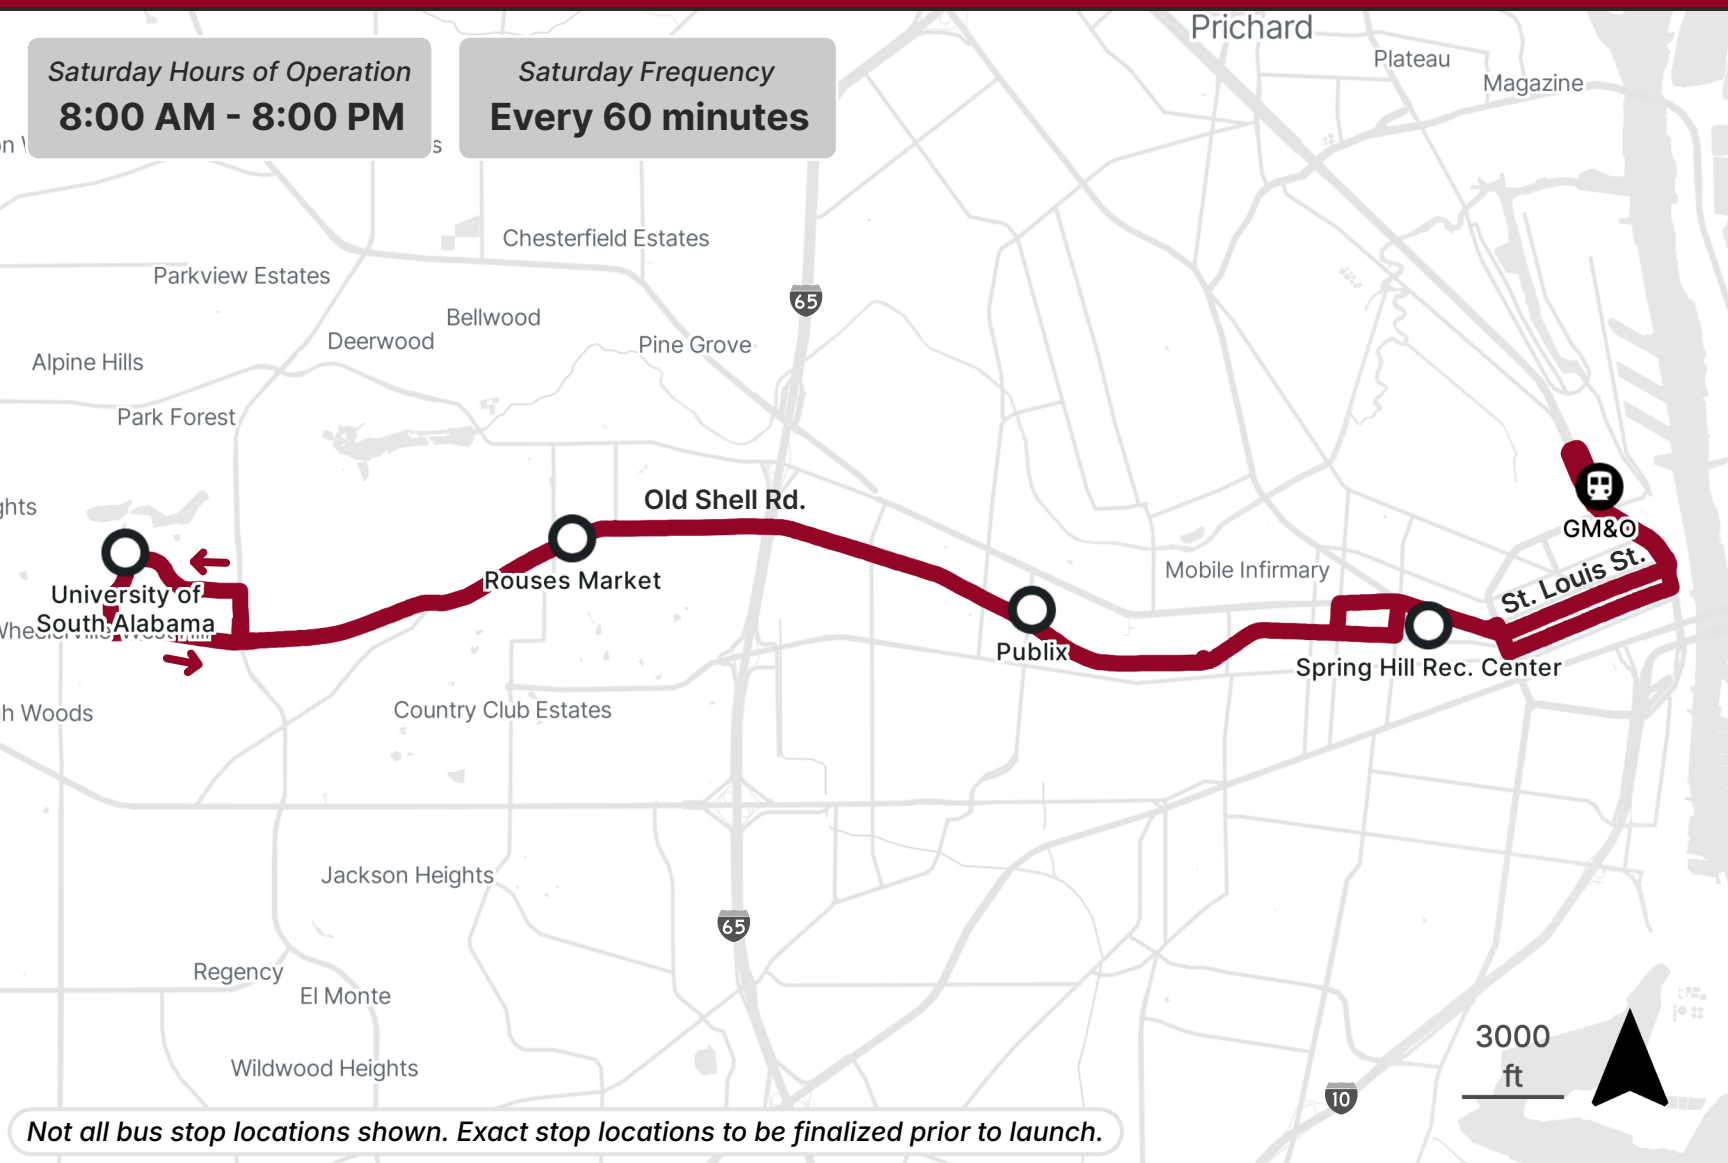 Saturday Hours of Operation
8:00 AM - 8:00 PM
Saturday Frequency
Every 60 minutes
Prichard
Plateau
Magazine
Chesterfield Estates
Parkview Estates
65
Bellwood
Deerwood
Pine Grove
Alpine Hills
Park Forest
Old Shell Rd.
GM&O
St. Louis St.
Mobile Infirmary
Rouses Market
University of
South Alabama
Publix
Spring Hill Rec. Center
Country Club Estates
h Woods
ghts
Jackson Heights
65
Regency
El Monte
Wildwood Heights
3000
ft
10
Not all bus stop locations shown. Exact stop locations to be finalized prior to launch.